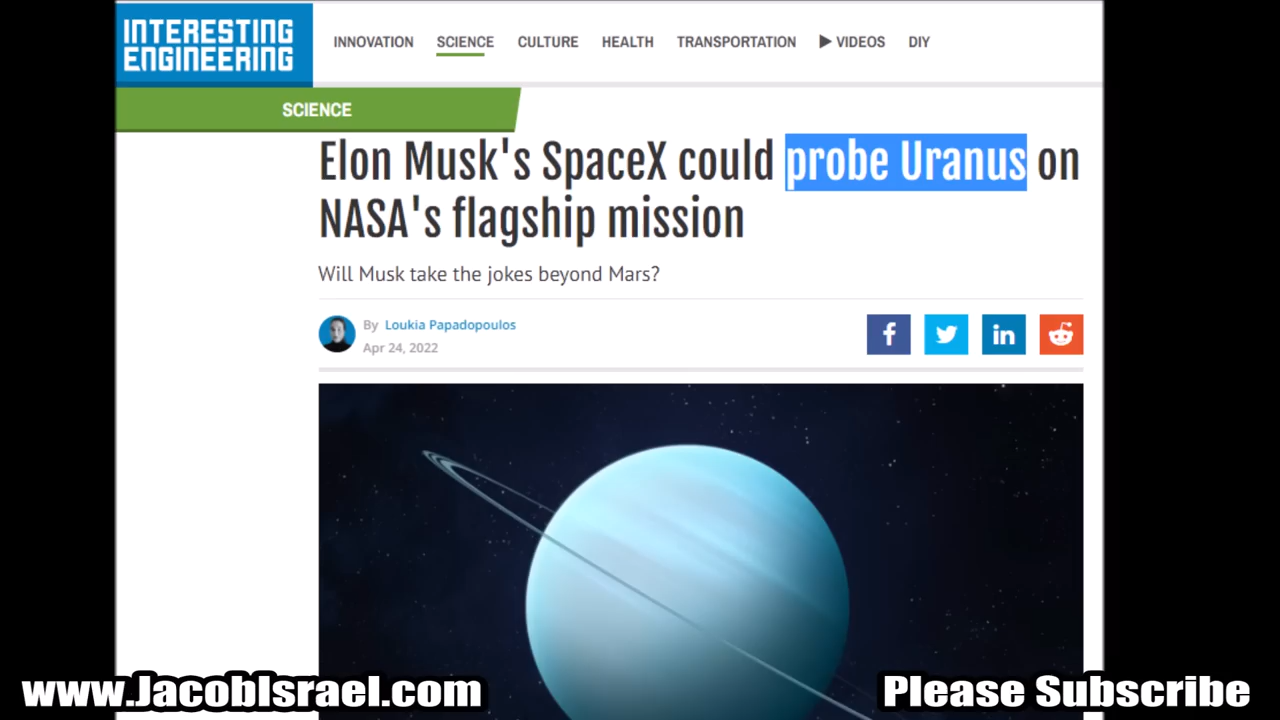 INTERESTING
ENGINEERING
INNOVATION SCIENCE CULTURE HEALTH TRANSPORTATION VIDEOS DIY
SCIENCE
Elon Musk's SpaceX could probe Uranus on
NASA's flagship mission
Will Musk take the jokes beyond Mars?
By Loukia Papadopoulos
Apr 24, 2022
www.JacobIsrael.com
Please Subscribe